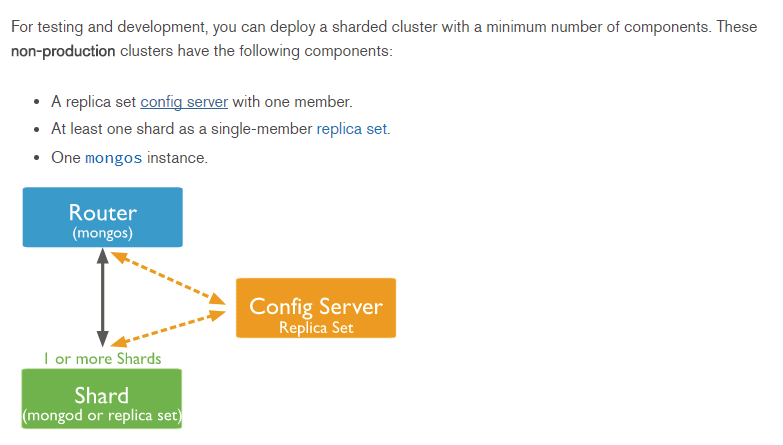 For testing and development, you can deploy a sharded cluster with a minimum number of components. These
non-production clusters have the following components:
• A replica set config server with one member.
• At least one shard as a single-member replica set.
• One mongos instance.
Router
(mongos)
Config Server
Replica Set
1 or more Shards
Shard
(mongod or replica set)